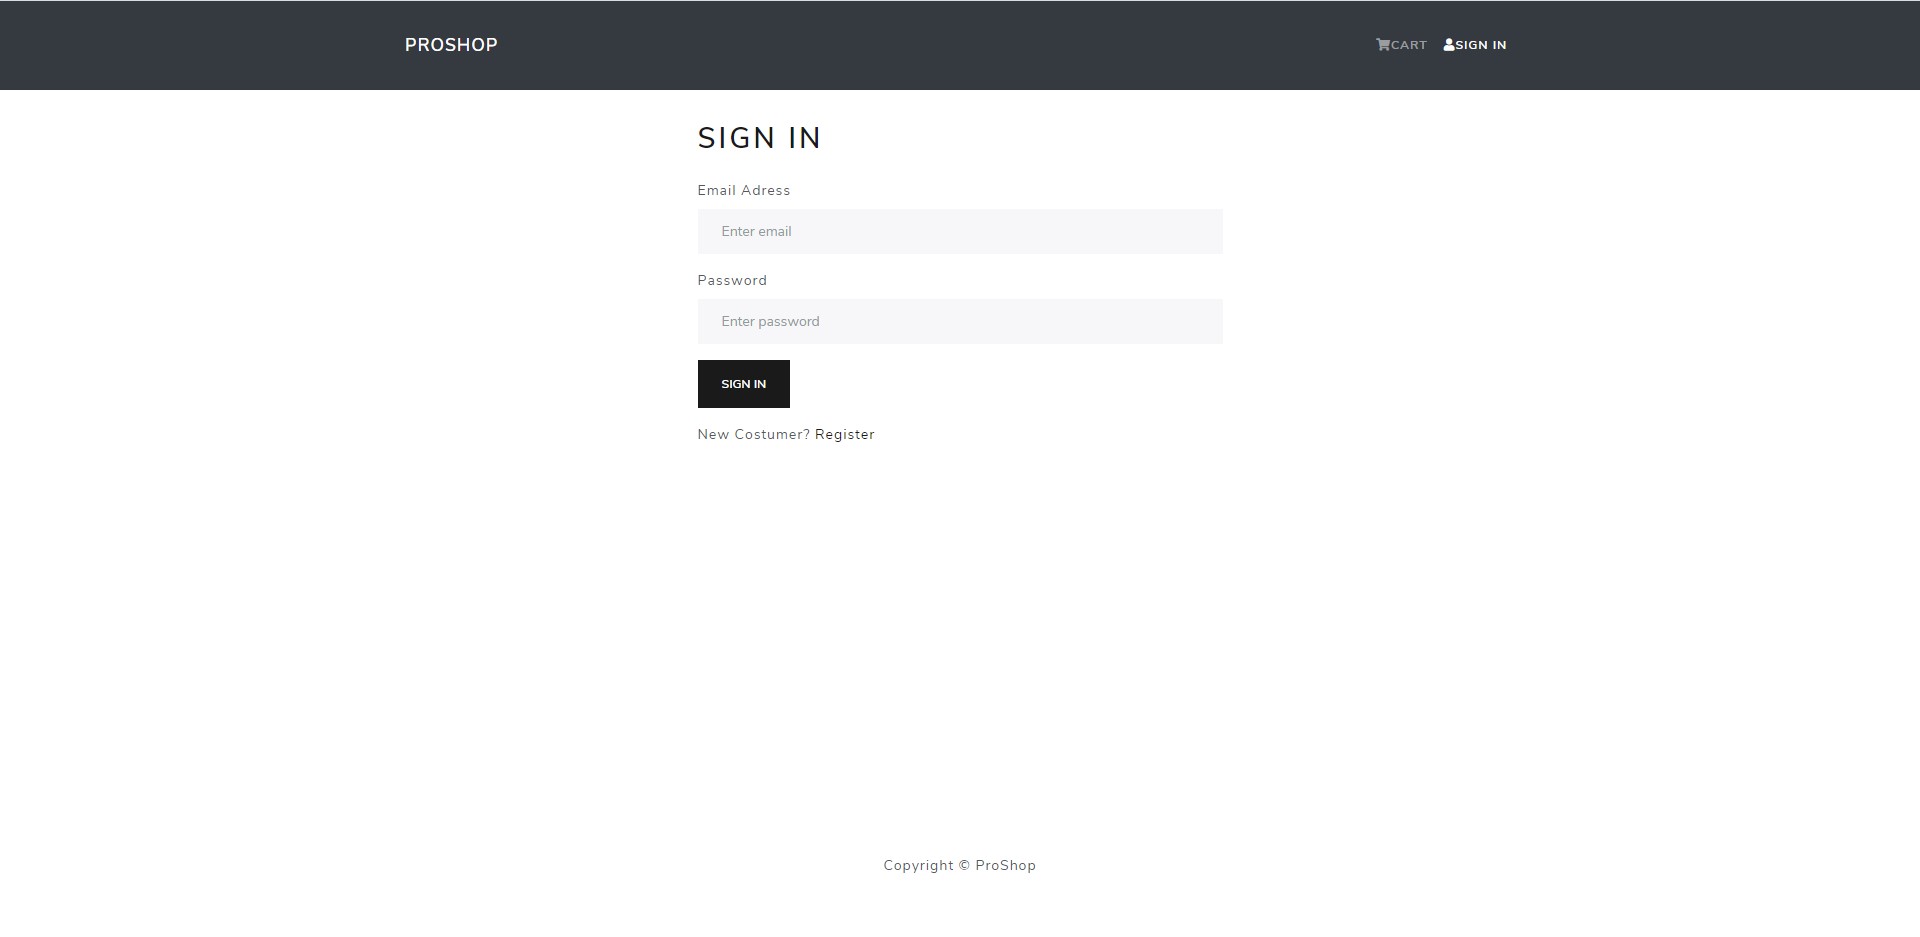 PROSHOP
CART SIGN IN
SIGN IN
Email Adress
Enter email
Password
Enter password
SIGN IN
New Costumer? Register
Copyright © ProShop